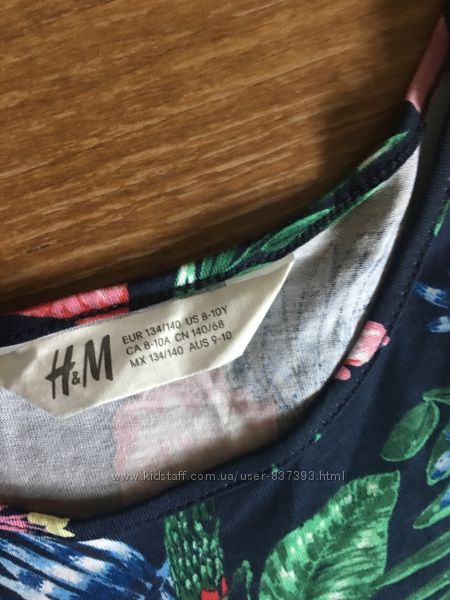 H&M
EUR 134/140 US 8-10Y
CA 8-10A CN 140/68
MX 134/140 AUS 9-10
www.kidstaff.com.ua/user-837393.html